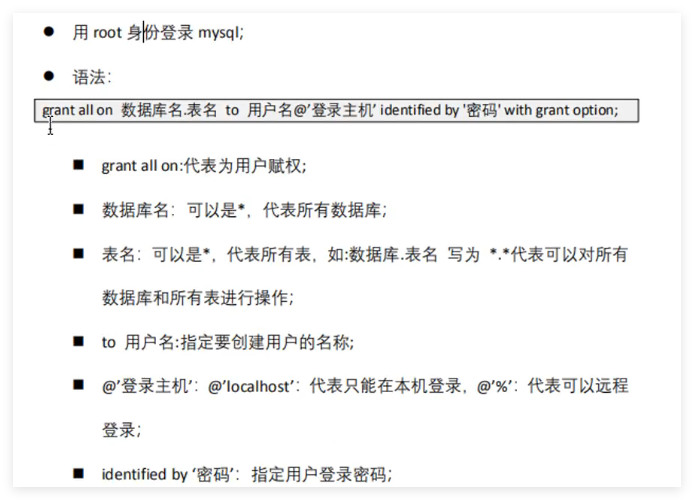 ● 用 root 身份登录 mysql;
● 语法：
grant all on 数据库名.表名 to 用户名@’登录主机’ identified by '密码' with grant option;
■ grant all on:代表为用户赋权;
■ 数据库名：可以是*，代表所有数据库;
■ 表名：可以是*，代表所有表，如:数据库.表名 写为 *.*代表可以对所有
数据库和所有表进行操作;
■ to 用户名:指定要创建用户的名称;
■ @’登录主机’：@’localhost’：代表只能在本机登录，@’%’：代表可以远程
登录;
■ identified by ‘密码’：指定用户登录密码;